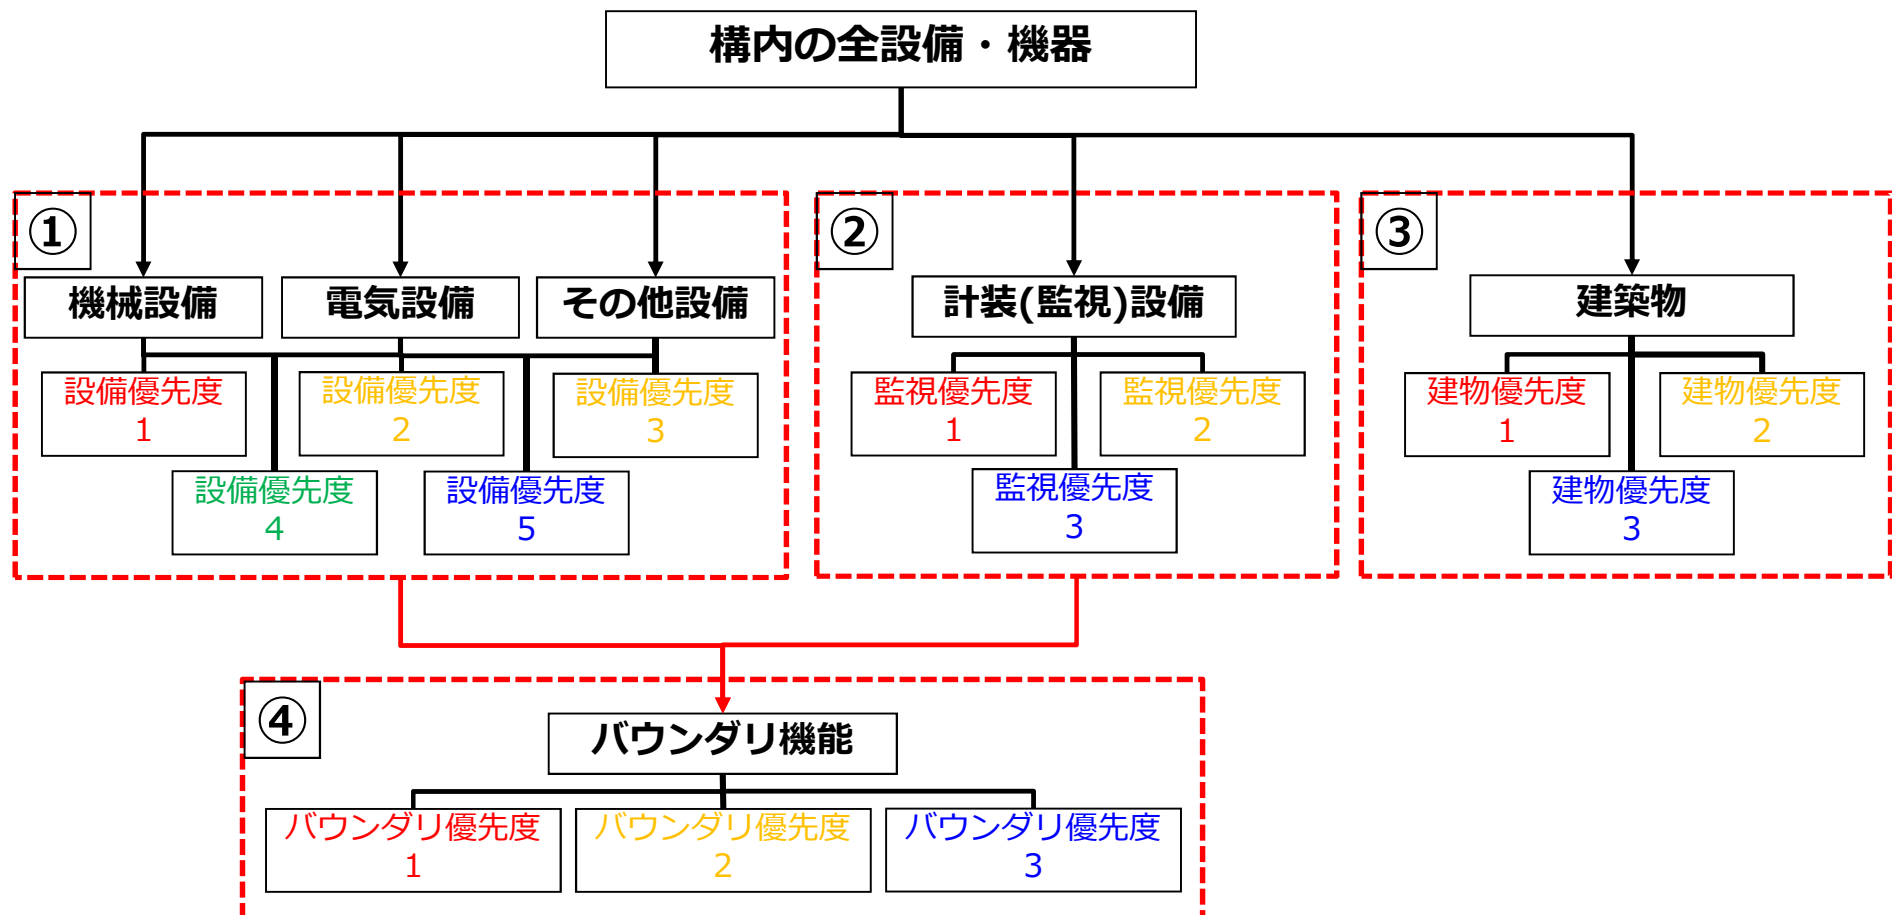 構内の全設備・機器
①
機械設備
電気設備
その他設備
設備優先度
1
設備優先度
2
設備優先度
3
設備優先度
4
設備優先度
5
②
計装(監視)設備
監視優先度
1
監視優先度
2
監視優先度
3
③
建築物
建物優先度
1
建物優先度
2
建物優先度
3
④
バウンダリ機能
バウンダリ優先度
1
バウンダリ優先度
2
バウンダリ優先度
3